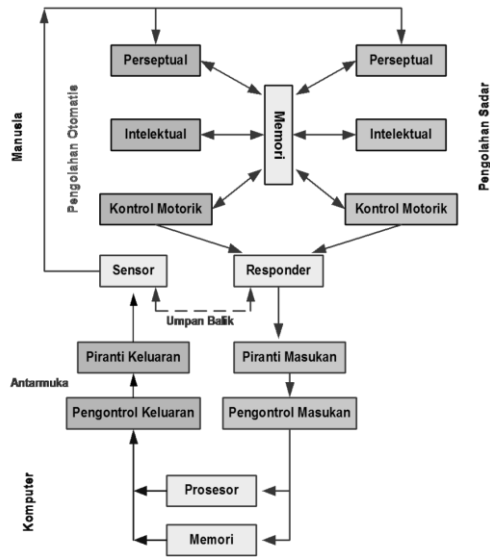 Perseptual
Perseptual
Manusia
Pengolahan Otomatis
Intelektual
Memori
Intelektual
Pengolahan Sadar
Kontrol Motorik
Kontrol Motorik
Sensor
Responder
Umpan Balik
Piranti Keluaran
Piranti Masukan
Antarmuka
Pengontrol Keluaran
Pengontrol Masukan
Komputer
Prosesor
Memori